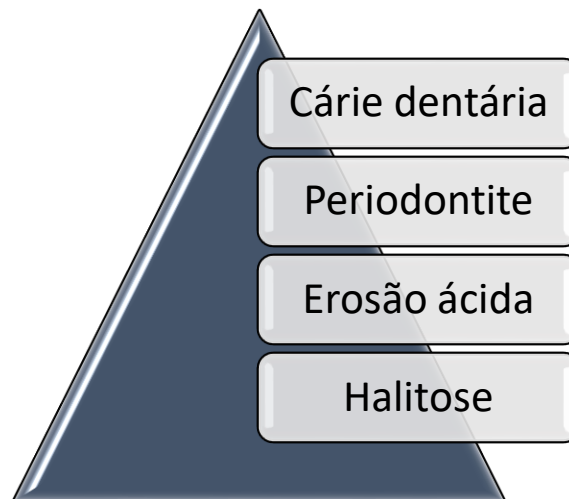 Cárie dentária
Periodontite
Erosão ácida
Halitose